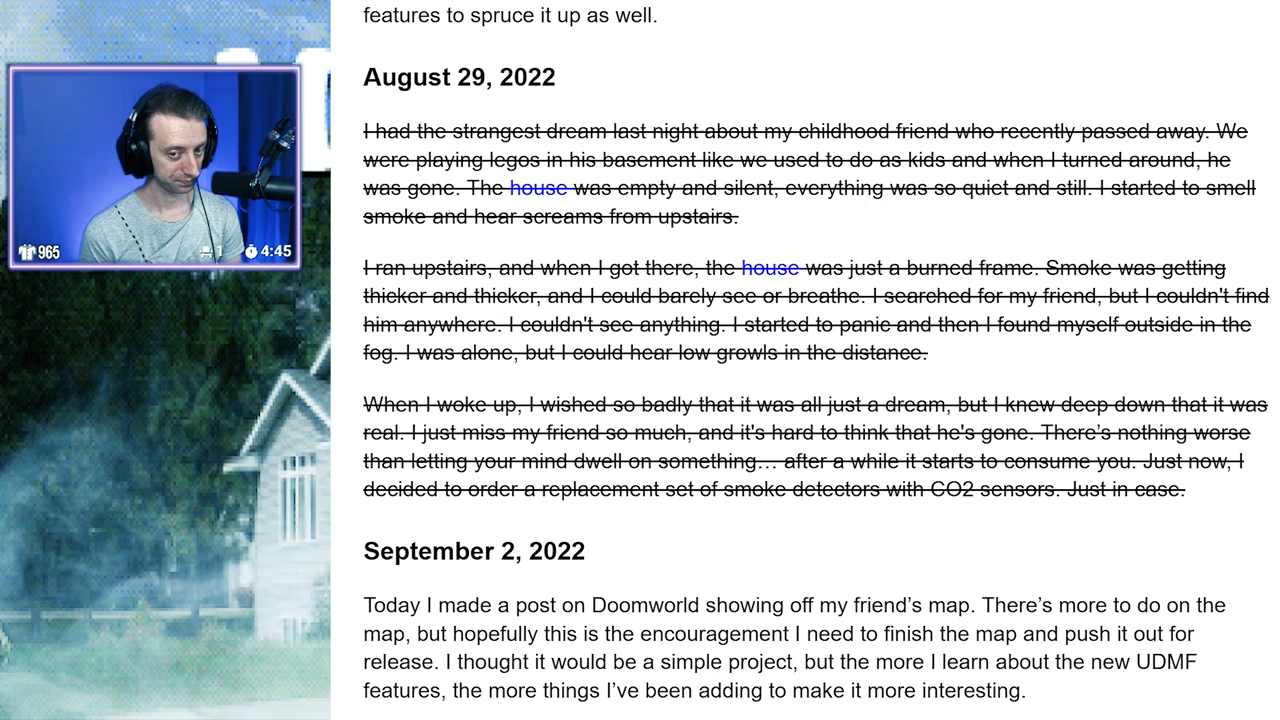 features to spruce it up as well.
August 29, 2022
I had the strangest dream last night about my childhood friend who recently passed away. We
were playing legos in his basement like we used to do as kids and when I turned around, he
was gone. The house was empty and silent, everything was so quiet and still. I started to smell
smoke and hear screams from upstairs.
I ran upstairs, and when I got there, the house was just a burned frame. Smoke was getting
thicker and thicker, and I could barely see or breathe. I searched for my friend, but I couldn't find
him anywhere. I couldn't see anything. I started to panic and then I found myself outside in the
fog. I was alone, but I could hear low growls in the distance.
When I woke up, I wished so badly that it was all just a dream, but I knew deep down that it was
real. I just miss my friend so much, and it's hard to think that he's gone. There’s nothing worse
than letting your mind dwell on something… after a while it starts to consume you. Just now, I
decided to order a replacement set of smoke detectors with CO2 sensors. Just in case.
September 2, 2022
Today I made a post on Doomworld showing off my friend’s map. There’s more to do on the
map, but hopefully this is the encouragement I need to finish the map and push it out for
release. I thought it would be a simple project, but the more I learn about the new UDMF
features, the more things I’ve been adding to make it more interesting.
965
1
4:45